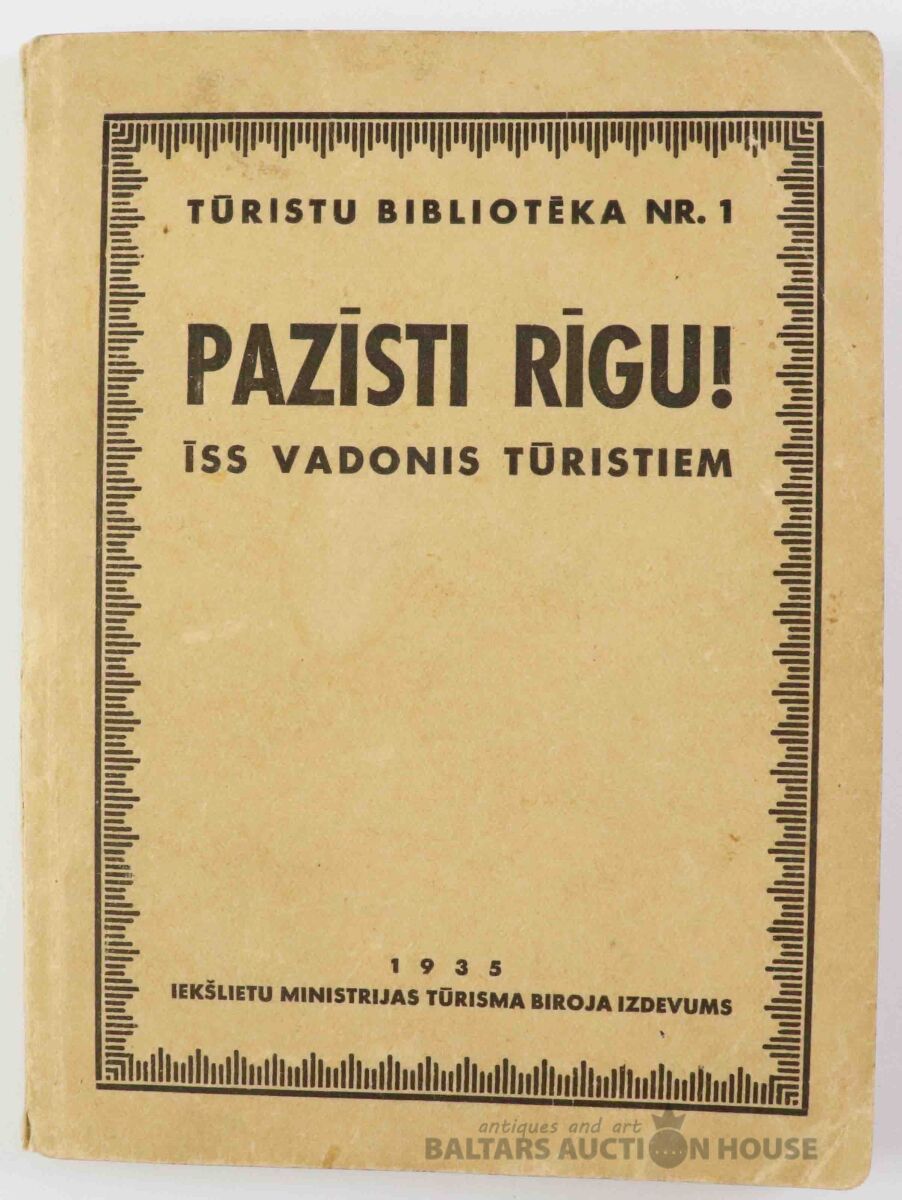 TŪRISTU BIBLIOTĒKA NR. 1
PAZĪSTI RĪGU!
ĪSS VADONIS TŪRISTIEM
1935
IEKŠLIETU MINISTRIJAS TŪRISMA BIROJA IZDEVUMS
antiques and art
BALTARS AUCTION HOUSE